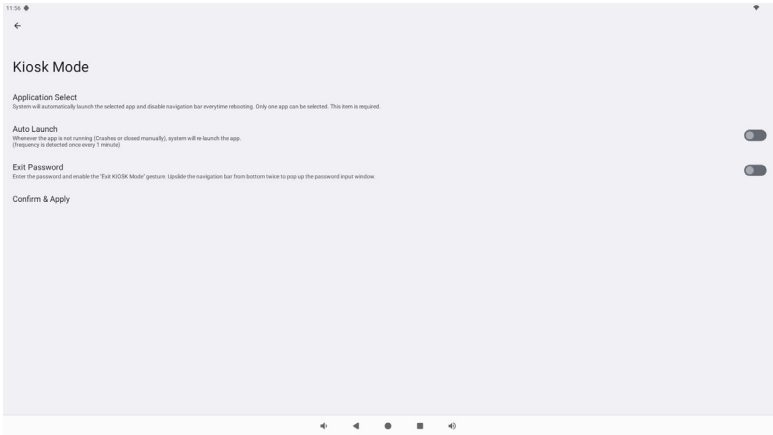 11:56
Kiosk Mode
Application Select
System will automatically launch the selected app and disable navigation bar everytime rebooting. Only one app can be selected. This item is required.
Auto Launch
Whenever the app is not running (Crashes or closed manually), system will re-launch the app.
(frequency is detected once every 1 minute)
Exit Password
Enter the password and enable the "Exit KIOSK Mode" gesture. Upslide the navigation bar from bottom twice to pop up the password input window.
Confirm & Apply